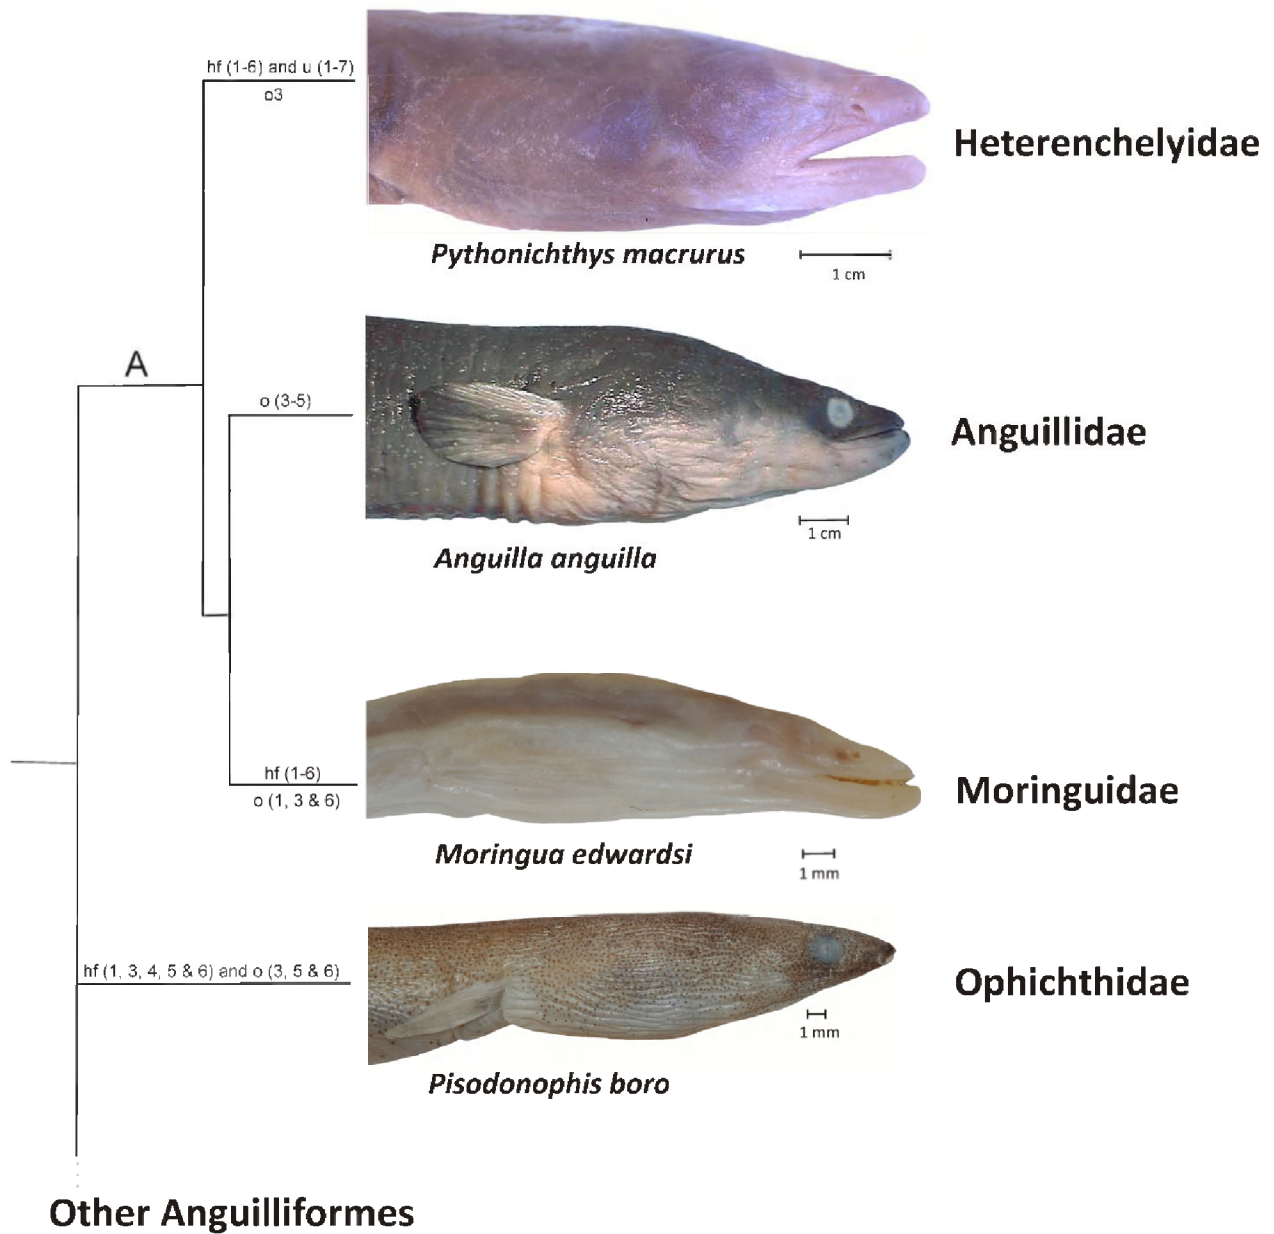 hf (1-6) and u (1-7)
o3
Heterenchelyidae
Pythonichthys macrurus
1 cm
A
o (3-5)
Anguillidae
1 cm
Anguilla anguilla
hf (1-6)
o (1, 3 & 6)
Moringuidae
Moringua edwardsi
1 mm
hf (1, 3, 4, 5 & 6) and o (3, 5 & 6)
Ophichthidae
1 mm
Pisodonophis boro
Other Anguilliformes